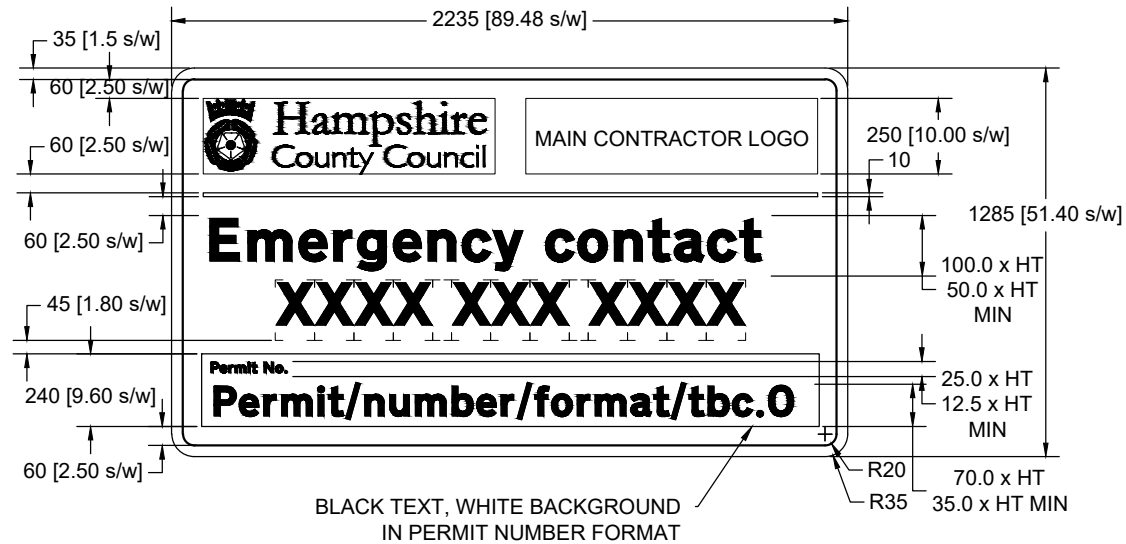 2235 [89.48 s/w]
35 [1.5 s/w]
60 [2.50 s/w]
Hampshire
County Council
MAIN CONTRACTOR LOGO
250 [10.00 s/w]
60 [2.50 s/w]
10
1285 [51.40 s/w]
60 [2.50 s/w]
Emergency contact
100.0 x HT
50.0 x HT
MIN
XXXX XXX XXXX
45 [1.80 s/w]
Permit No.
25.0 x HT
12.5 x HT
MIN
240 [9.60 s/w]
Permit/number/format/tbc.0
60 [2.50 s/w]
R20
R35
70.0 x HT
35.0 x HT MIN
BLACK TEXT, WHITE BACKGROUND
IN PERMIT NUMBER FORMAT